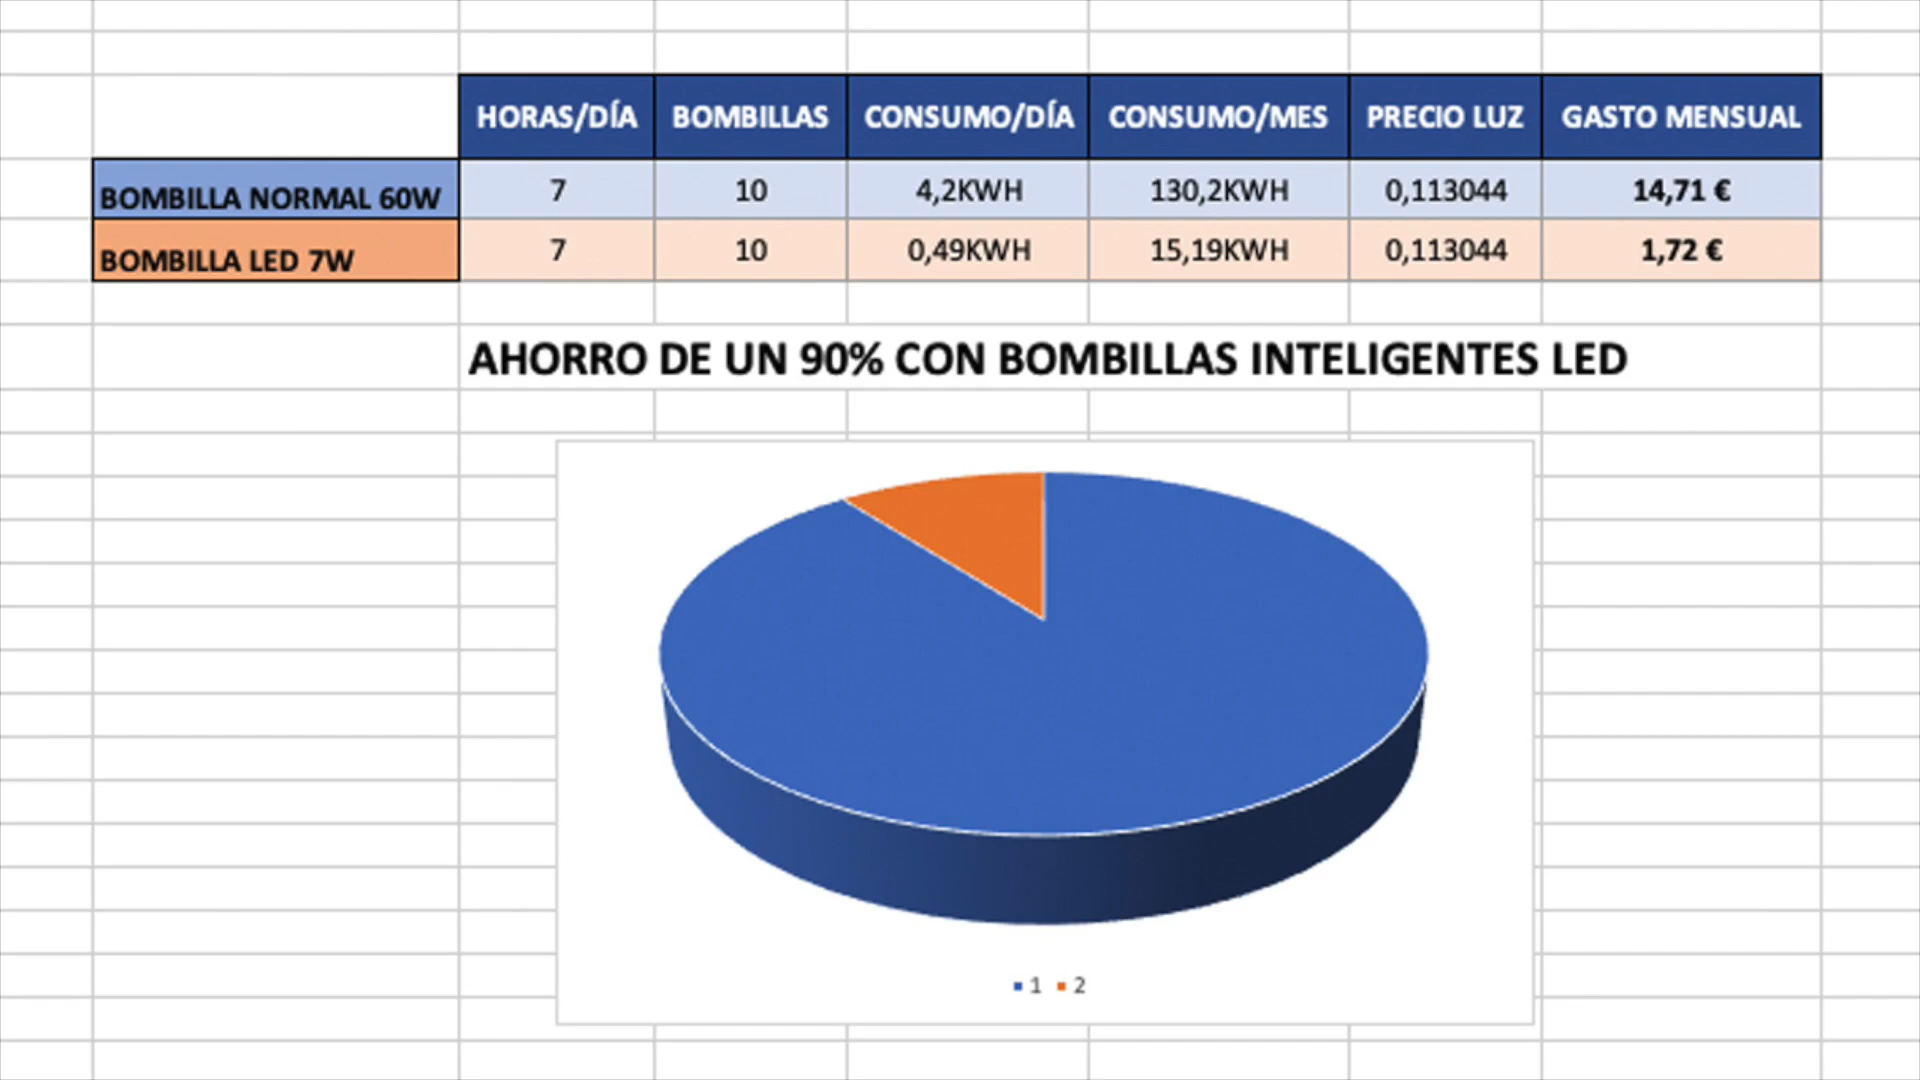 HORAS/DÍA BOMBILLAS CONSUMO/DÍA CONSUMO/MES PRECIO LUZ GASTO MENSUAL
BOMBILLA NORMAL 60W 7 10 4,2KWH 130,2KWH 0,113044 14,71 €
BOMBILLA LED 7W 7 10 0,49KWH 15,19KWH 0,113044 1,72 €
AHORRO DE UN 90% CON BOMBILLAS INTELIGENTES LED
1 2